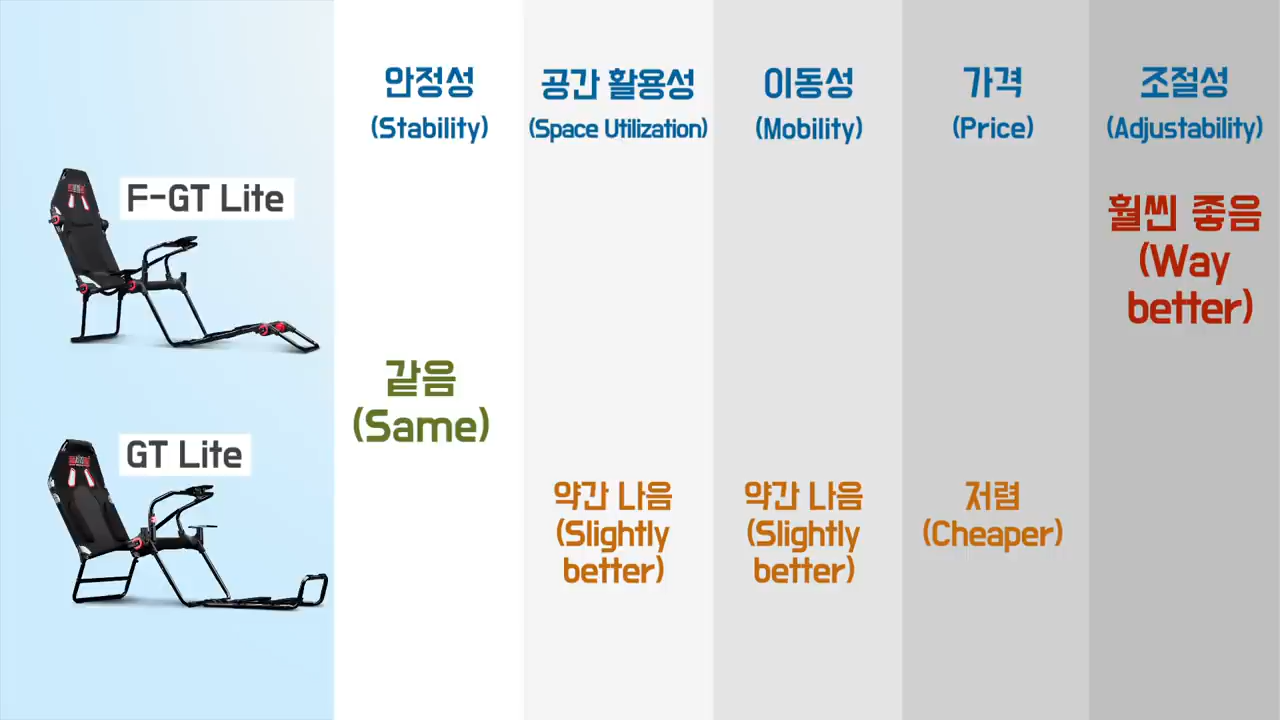 안정성
(Stability)
공간 활용성
(Space Utilization)
이동성
(Mobility)
가격
(Price)
조절성
(Adjustability)
F-GT Lite
훨씬 좋음
(Way
better)
같음
(Same)
GT Lite
약간 나음
(Slightly
better)
약간 나음
(Slightly
better)
저렴
(Cheaper)